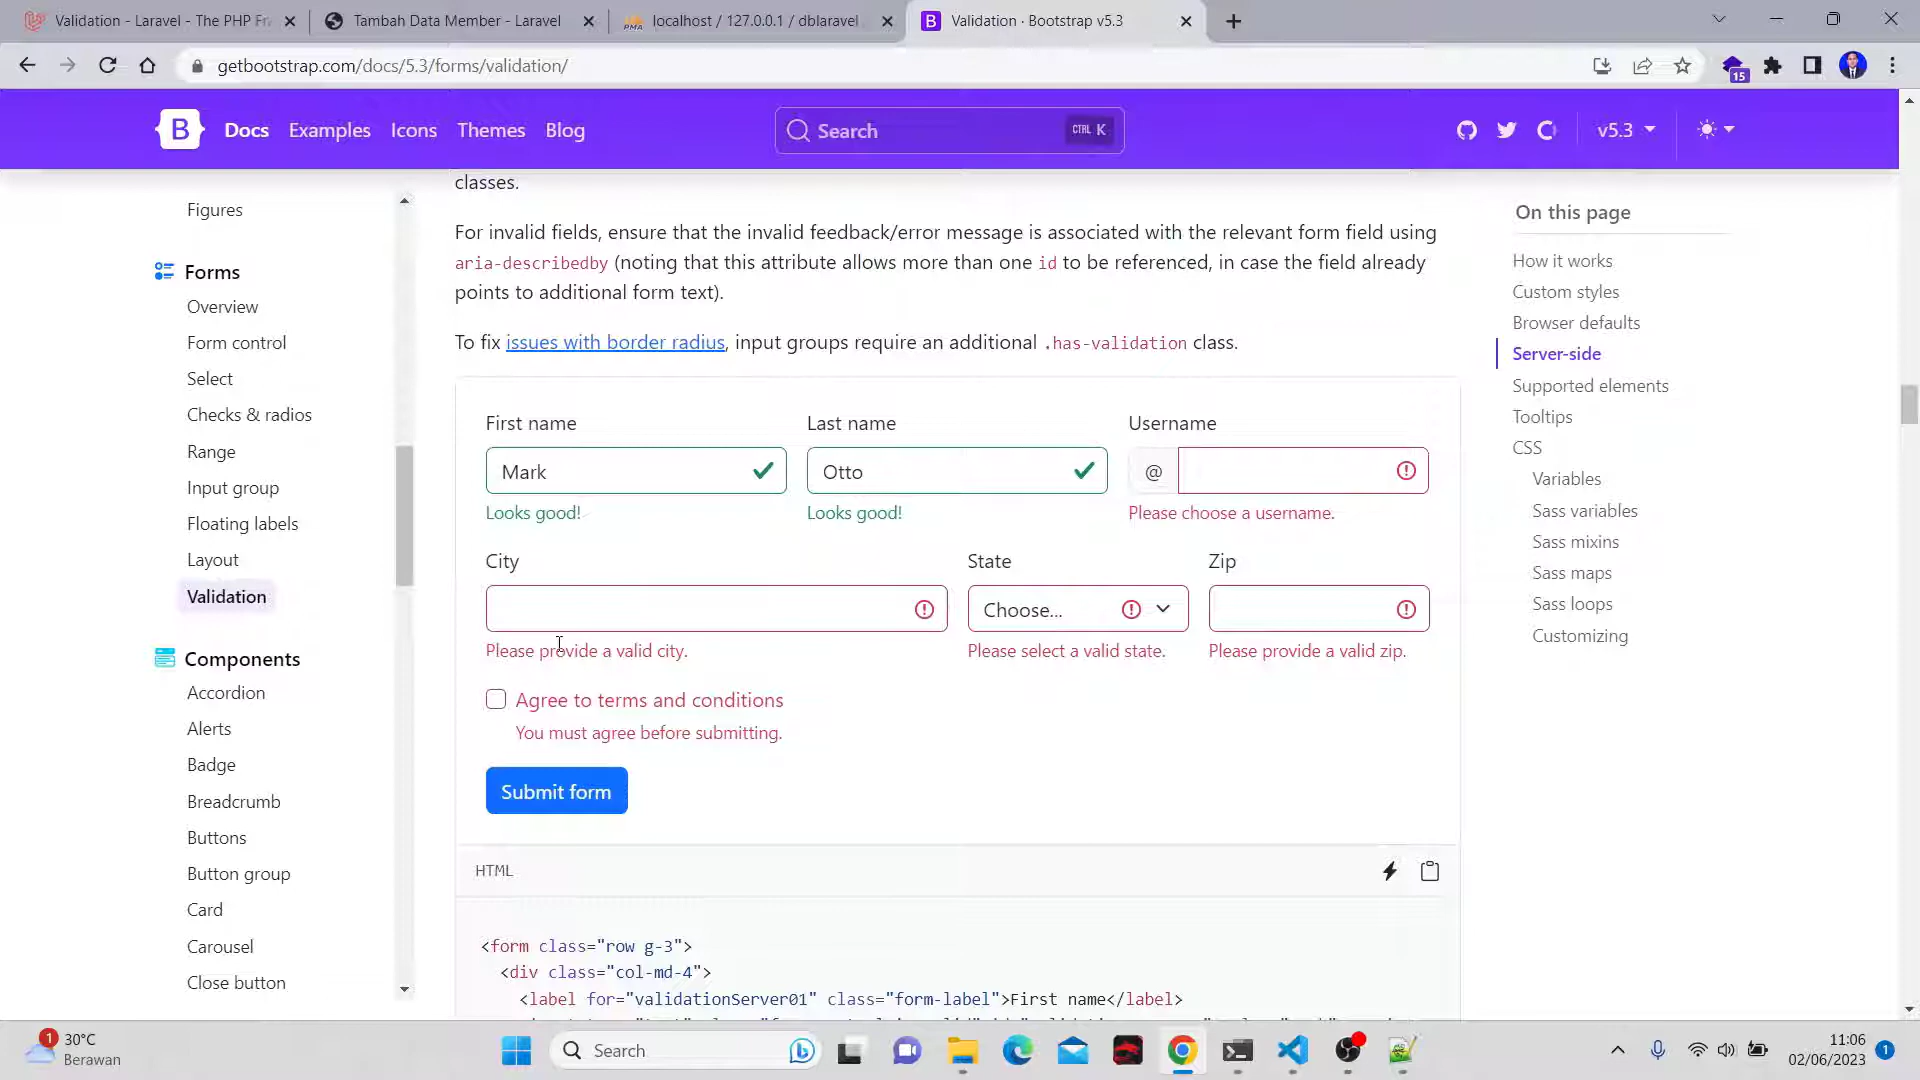 Validation - Laravel - The PHP Fr
Tambah Data Member - Laravel
localhost / 127.0.0.1 / dblaravel
Validation · Bootstrap v5.3
getbootstrap.com/docs/5.3/forms/validation/
15
B
Docs
Examples
Icons
Themes
Blog
Search
CTRL K
v5.3
Figures
Forms
Overview
Form control
Select
Checks & radios
Range
Input group
Floating labels
Layout
Validation
Components
Accordion
Alerts
Badge
Breadcrumb
Buttons
Button group
Card
Carousel
Close button
classes.
For invalid fields, ensure that the invalid feedback/error message is associated with the relevant form field using
aria-describedby (noting that this attribute allows more than one id to be referenced, in case the field already
points to additional form text).
To fix issues with border radius, input groups require an additional .has-validation class.
First name
Last name
Username
Mark
Otto
@
Looks good!
Looks good!
Please choose a username.
City
State
Zip
Choose...
Please provide a valid city.
Please select a valid state.
Please provide a valid zip.
Agree to terms and conditions
You must agree before submitting.
Submit form
HTML
<form class="row g-3">
<div class="col-md-4">
<label for="validationServer01" class="form-label">First name</label>
On this page
How it works
Custom styles
Browser defaults
Server-side
Supported elements
Tooltips
CSS
Variables
Sass variables
Sass mixins
Sass maps
Sass loops
Customizing
1
30°C
Berawan
Search
11:06
02/06/2023
1